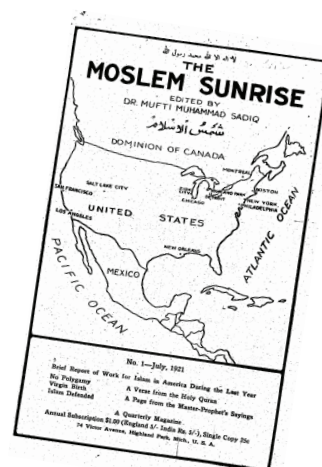 لا اله الا الله محمد رسول الله
THE
MOSLEM SUNRISE
EDITED BY
DR. MUFTI MUHAMMAD SADIQ
شمس الاسلام
DOMINION OF CANADA
MONTREAL
BOSTON
SALT LAKE CITY
NEW YORK
PHILADELPHIA
SAN FRANCISCO
CHICAGO
UNITED STATES
LOS ANGELES
ATLANTIC OCEAN
NEW ORLEANS
PACIFIC OCEAN
MEXICO
No. 1—July, 1921
Brief Report of Work for Islam in America During the Last Year
No Polygamy
A Verse from the Holy Quran
Virgin Birth
A Page from the Master-Prophet's Sayings
Islam Defended
A Quarterly Magazine
Annual Subscription $1.00 (England 5/- India Rs. 5/-), Single Copy 25c
74 Victor Avenue, Highland Park, Mich., U. S. A.